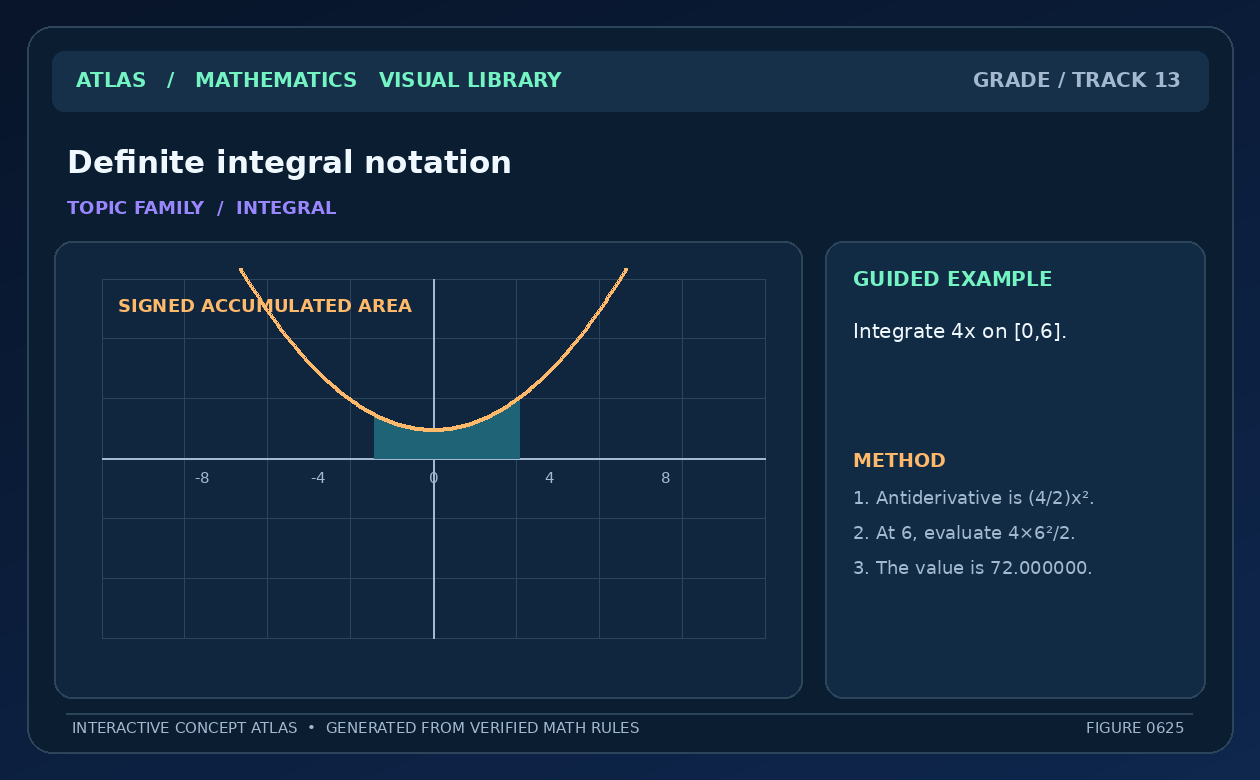 ATLAS / MATHEMATICS VISUAL LIBRARY
GRADE / TRACK 13
Definite integral notation
TOPIC FAMILY / INTEGRAL
SIGNED ACCUMULATED AREA
-8 -4 0 4 8
GUIDED EXAMPLE
Integrate 4x on [0,6].
METHOD
1. Antiderivative is (4/2)x².
2. At 6, evaluate 4×6²/2.
3. The value is 72.000000.
INTERACTIVE CONCEPT ATLAS • GENERATED FROM VERIFIED MATH RULES
FIGURE 0625